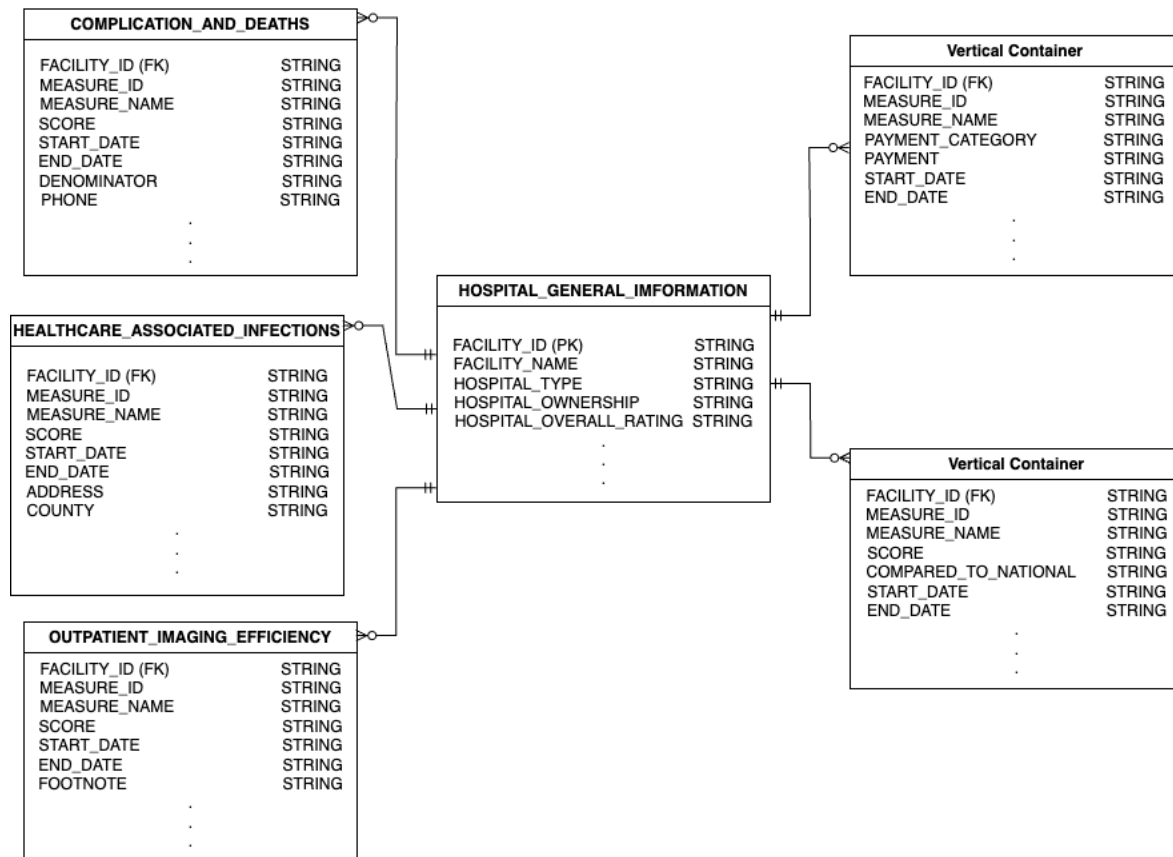 COMPLICATION_AND_DEATHS
FACILITY_ID (FK) STRING
MEASURE_ID STRING
MEASURE_NAME STRING
SCORE STRING
START_DATE STRING
END_DATE STRING
DENOMINATOR STRING
PHONE STRING
.
.
.
HEALTHCARE_ASSOCIATED_INFECTIONS
FACILITY_ID (FK) STRING
MEASURE_ID STRING
MEASURE_NAME STRING
SCORE STRING
START_DATE STRING
END_DATE STRING
ADDRESS STRING
COUNTY STRING
.
.
.
OUTPATIENT_IMAGING_EFFICIENCY
FACILITY_ID (FK) STRING
MEASURE_ID STRING
MEASURE_NAME STRING
SCORE STRING
START_DATE STRING
END_DATE STRING
FOOTNOTE STRING
.
.
.
HOSPITAL_GENERAL_IMFORMATION
FACILITY_ID (PK) STRING
FACILITY_NAME STRING
HOSPITAL_TYPE STRING
HOSPITAL_OWNERSHIP STRING
HOSPITAL_OVERALL_RATING STRING
.
.
.
Vertical Container
FACILITY_ID (FK) STRING
MEASURE_ID STRING
MEASURE_NAME STRING
PAYMENT_CATEGORY STRING
PAYMENT STRING
START_DATE STRING
END_DATE STRING
.
.
.
Vertical Container
FACILITY_ID (FK) STRING
MEASURE_ID STRING
MEASURE_NAME STRING
SCORE STRING
COMPARED_TO_NATIONAL STRING
START_DATE STRING
END_DATE STRING
.
.
.